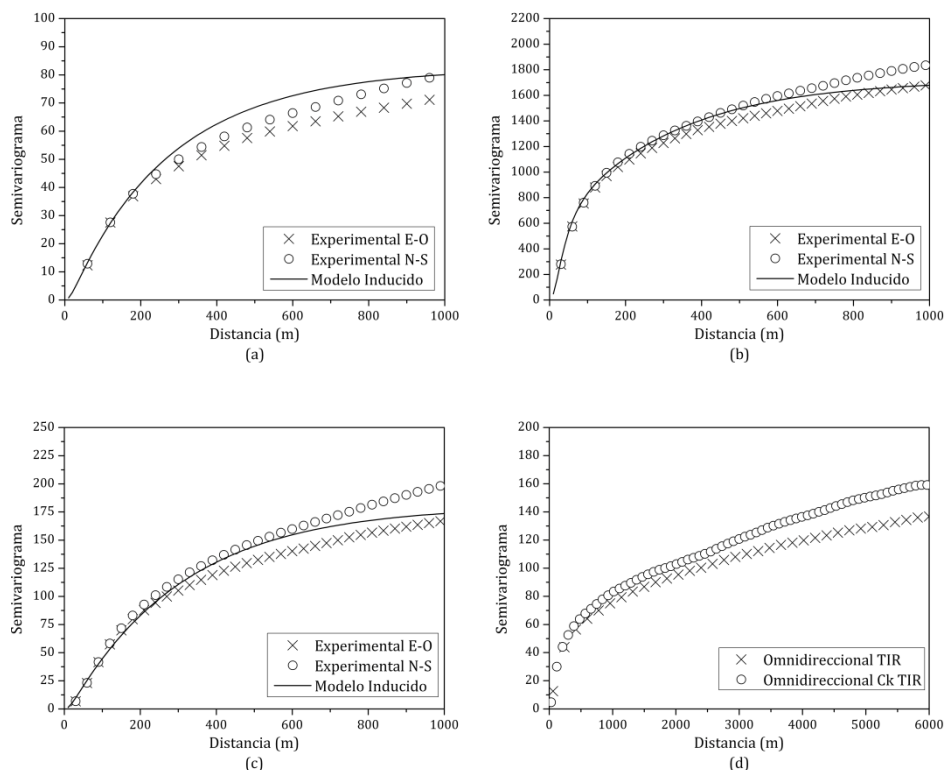 100
90
80
70
60
50
40
30
20
10
0
Semivariograma
Experimental E-O
Experimental N-S
Modelo Inducido
0 200 400 600 800 1000
Distancia (m)
(a)
2200
2000
1800
1600
1400
1200
1000
800
600
400
200
0
Semivariograma
Experimental E-O
Experimental N-S
Modelo Inducido
0 200 400 600 800 1000
Distancia (m)
(b)
250
225
200
175
150
125
100
75
50
25
0
Semivariograma
Experimental E-O
Experimental N-S
Modelo Inducido
0 200 400 600 800 1000
Distancia (m)
(c)
200
180
160
140
120
100
80
60
40
20
0
Semivariograma
Omnidireccional TIR
Omnidireccional Ck TIR
0 1000 2000 3000 4000 5000 6000
Distancia (m)
(d)